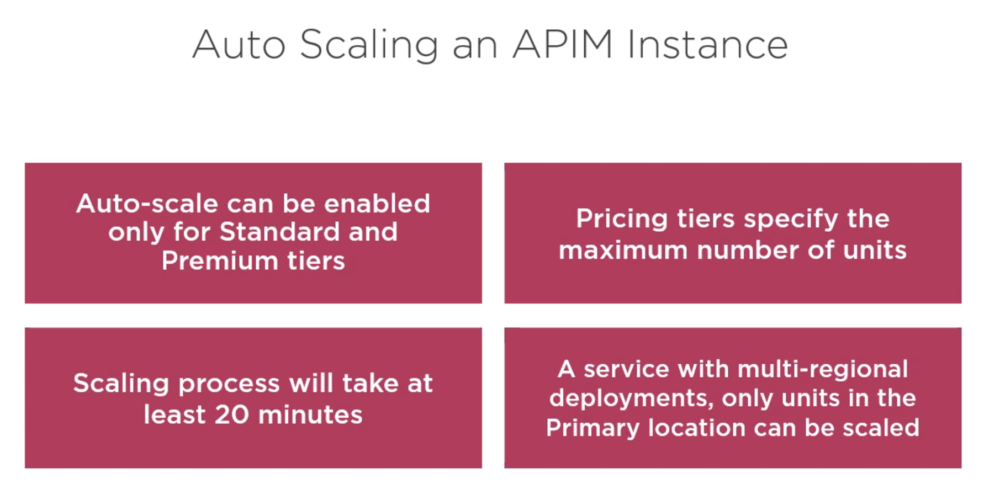 Auto Scaling an APIM Instance
Auto-scale can be enabled
only for Standard and
Premium tiers
Pricing tiers specify the
maximum number of units
Scaling process will take at
least 20 minutes
A service with multi-regional
deployments, only units in the
Primary location can be scaled